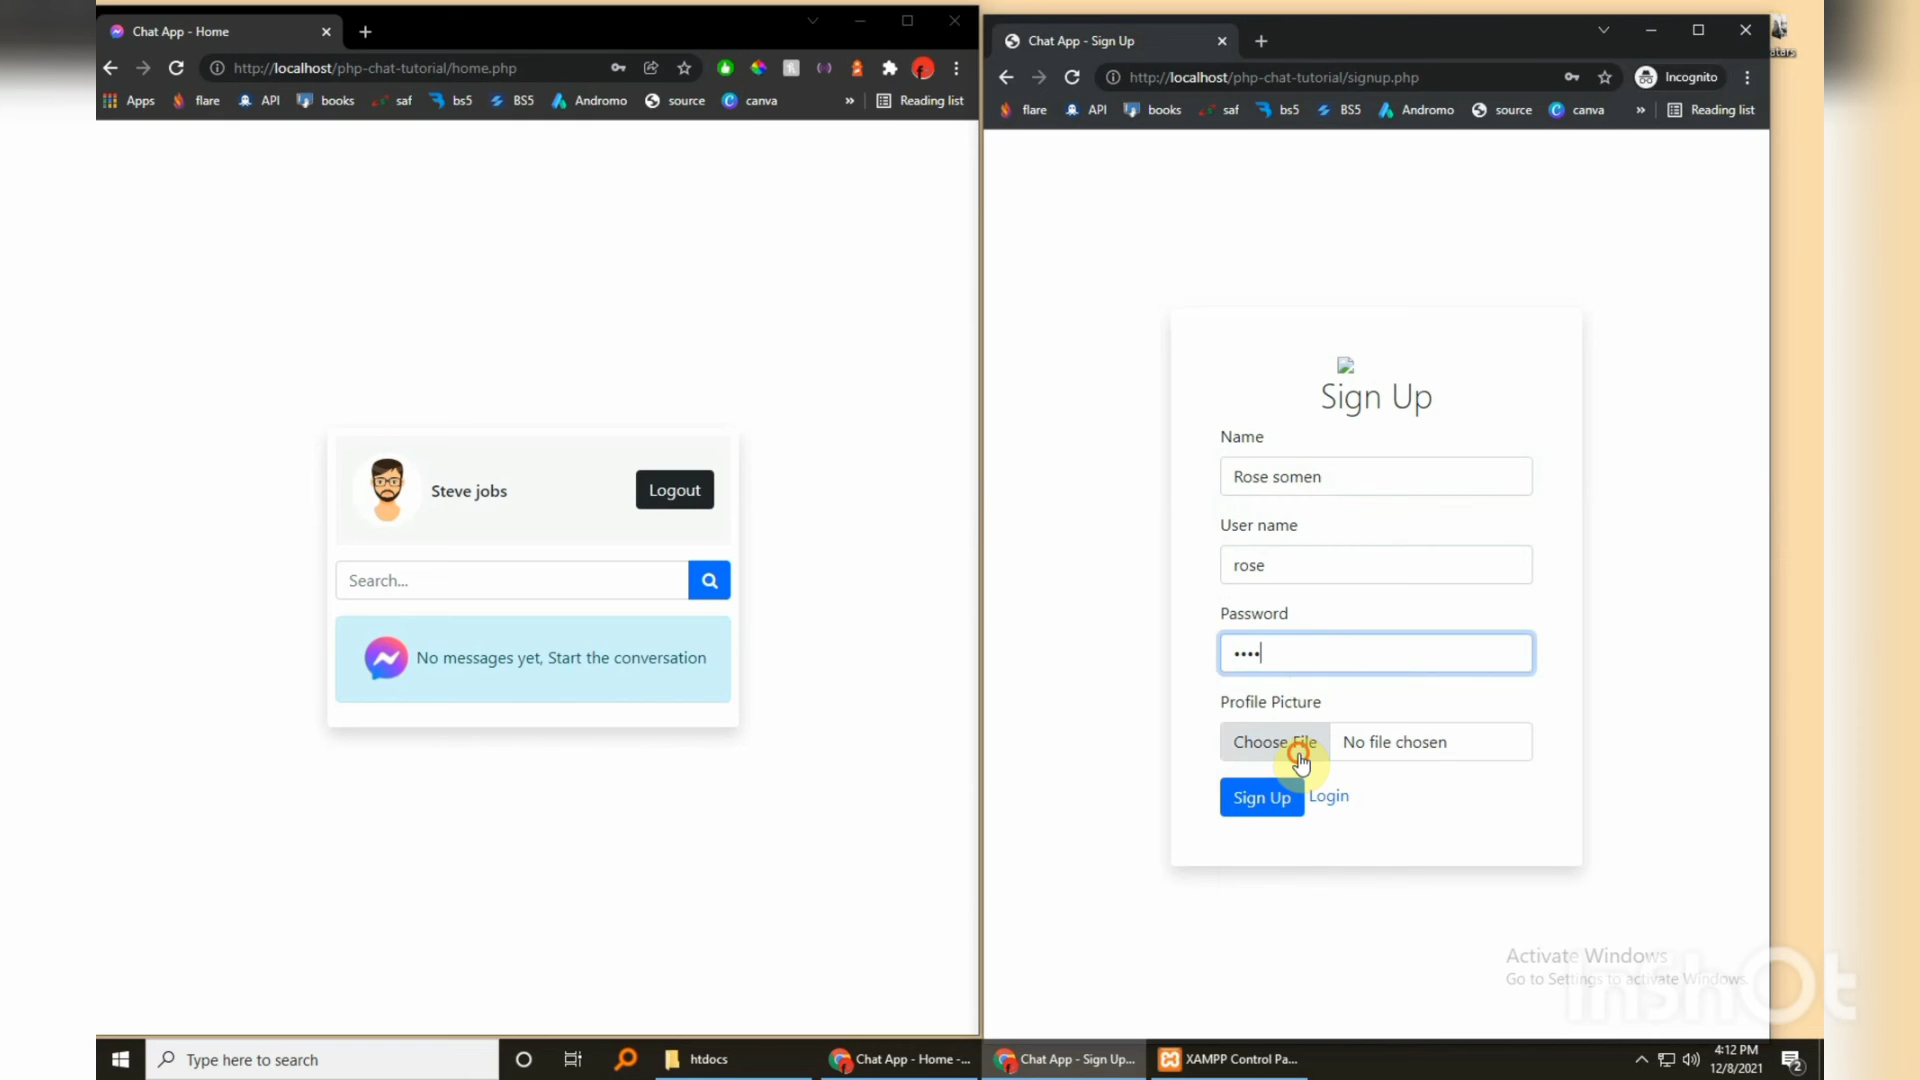 Chat App - Home
http://localhost/php-chat-tutorial/home.php
Apps flare API books saf bs5 BS5 Andromo source canva » Reading list
Steve jobs
Logout
Search...
No messages yet, Start the conversation
Chat App - Sign Up
http://localhost/php-chat-tutorial/signup.php
Incognito
flare API books saf bs5 BS5 Andromo source canva » Reading list
Sign Up
Name
Rose somen
User name
rose
Password
••••
Profile Picture
Choose File No file chosen
Sign Up Login
Activate Windows
Go to Settings to activate Windows.
InShOt
Type here to search
htdocs
Chat App - Home -...
Chat App - Sign Up...
XAMPP Control Pa...
4:12 PM
12/8/2021
2